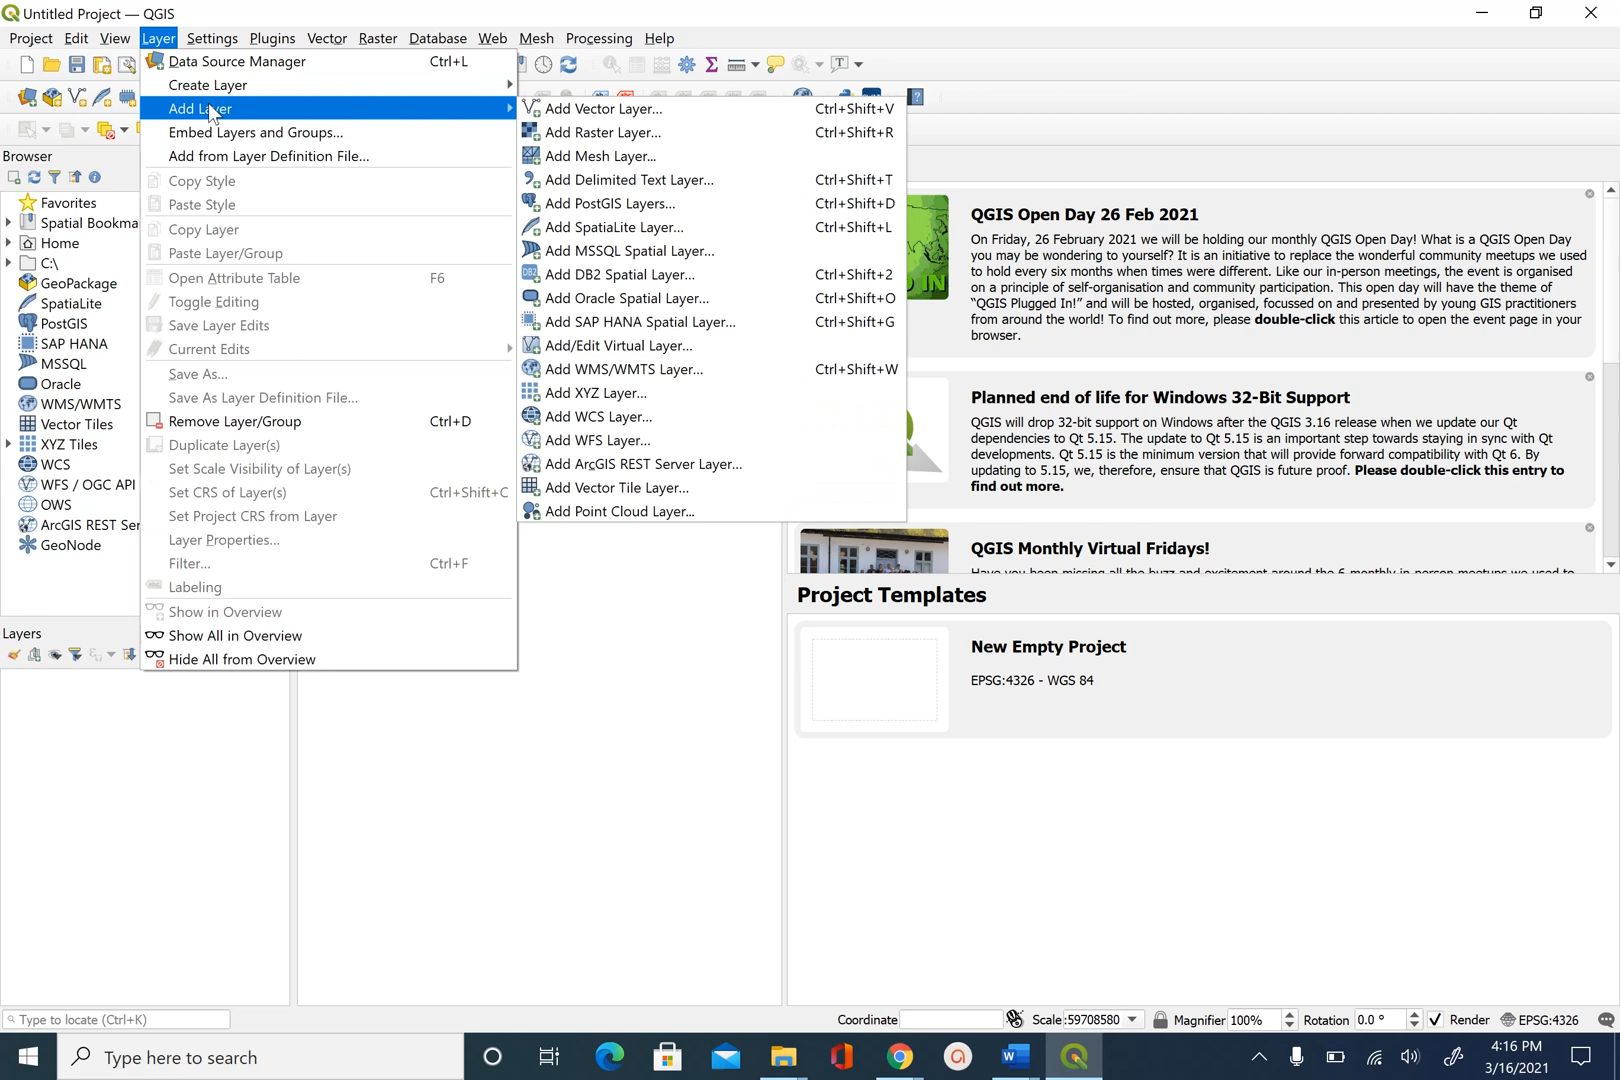 Untitled Project — QGIS
Project Edit View Layer Settings Plugins Vector Raster Database Web Mesh Processing Help
Data Source Manager Ctrl+L
Create Layer
Add Layer
Embed Layers and Groups...
Add from Layer Definition File...
Copy Style
Paste Style
Copy Layer
Paste Layer/Group
Open Attribute Table F6
Toggle Editing
Save Layer Edits
Current Edits
Save As...
Save As Layer Definition File...
Remove Layer/Group Ctrl+D
Duplicate Layer(s)
Set Scale Visibility of Layer(s)
Set CRS of Layer(s) Ctrl+Shift+C
Set Project CRS from Layer
Layer Properties...
Filter... Ctrl+F
Labeling
Show in Overview
Show All in Overview
Hide All from Overview
Add Vector Layer... Ctrl+Shift+V
Add Raster Layer... Ctrl+Shift+R
Add Mesh Layer...
Add Delimited Text Layer... Ctrl+Shift+T
Add PostGIS Layers... Ctrl+Shift+D
Add SpatiaLite Layer... Ctrl+Shift+L
Add MSSQL Spatial Layer...
Add DB2 Spatial Layer... Ctrl+Shift+2
Add Oracle Spatial Layer... Ctrl+Shift+O
Add SAP HANA Spatial Layer... Ctrl+Shift+G
Add/Edit Virtual Layer...
Add WMS/WMTS Layer... Ctrl+Shift+W
Add XYZ Layer...
Add WCS Layer...
Add WFS Layer...
Add ArcGIS REST Server Layer...
Add Vector Tile Layer...
Add Point Cloud Layer...
Browser
Favorites
Spatial Bookma
Home
C:\
GeoPackage
SpatiaLite
PostGIS
SAP HANA
MSSQL
Oracle
WMS/WMTS
Vector Tiles
XYZ Tiles
WCS
WFS / OGC API
OWS
ArcGIS REST Ser
GeoNode
Layers
IN
QGIS Open Day 26 Feb 2021
On Friday, 26 February 2021 we will be holding our monthly QGIS Open Day! What is a QGIS Open Day
you may be wondering to yourself? It is an initiative to replace the wonderful community meetups we used
to hold every six months when times were different. Like our in-person meetings, the event is organised
on a principle of self-organisation and community participation. This open day will have the theme of
"QGIS Plugged In!" and will be hosted, organised, focussed on and presented by young GIS practitioners
from around the world! To find out more, please double-click this article to open the event page in your
browser.
Planned end of life for Windows 32-Bit Support
QGIS will drop 32-bit support on Windows after the QGIS 3.16 release when we update our Qt
dependencies to Qt 5.15. The update to Qt 5.15 is an important step towards staying in sync with Qt
developments. Qt 5.15 is the minimum version that will provide forward compatibility with Qt 6. By
updating to 5.15, we, therefore, ensure that QGIS is future proof. Please double-click this entry to
find out more.
QGIS Monthly Virtual Fridays!
Have you been missing all the buzz and excitement around the 6 monthly in-person meetups we used to
Project Templates
New Empty Project
EPSG:4326 - WGS 84
Type to locate (Ctrl+K)
Coordinate Scale :59708580 Magnifier 100% Rotation 0.0 ° Render EPSG:4326
Type here to search
4:16 PM
3/16/2021